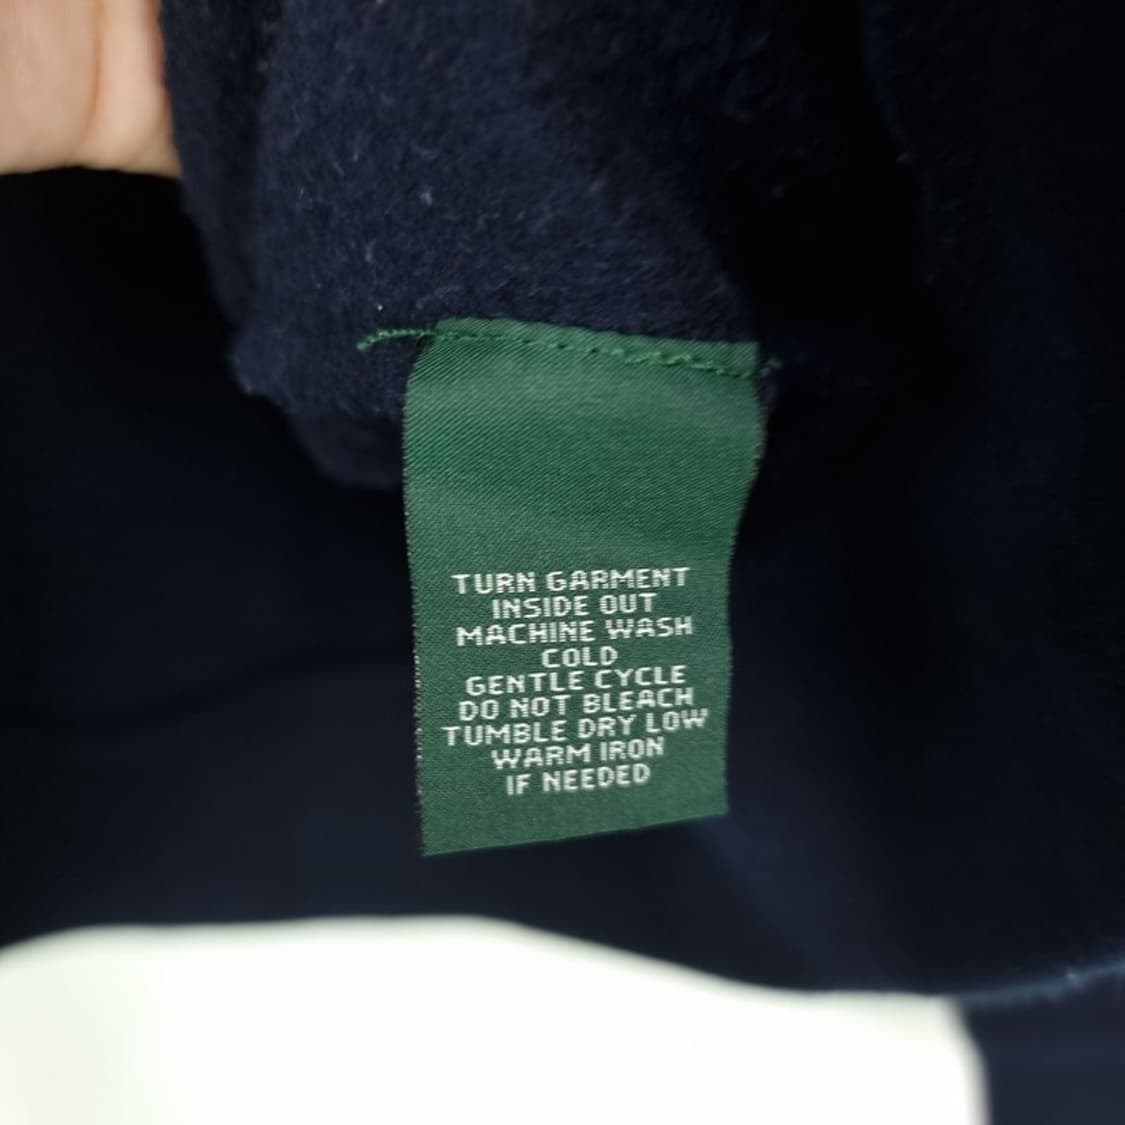 TURN GARMENT
INSIDE OUT
MACHINE WASH
COLD
GENTLE CYCLE
DO NOT BLEACH
TUMBLE DRY LOW
WARM IRON
IF NEEDED